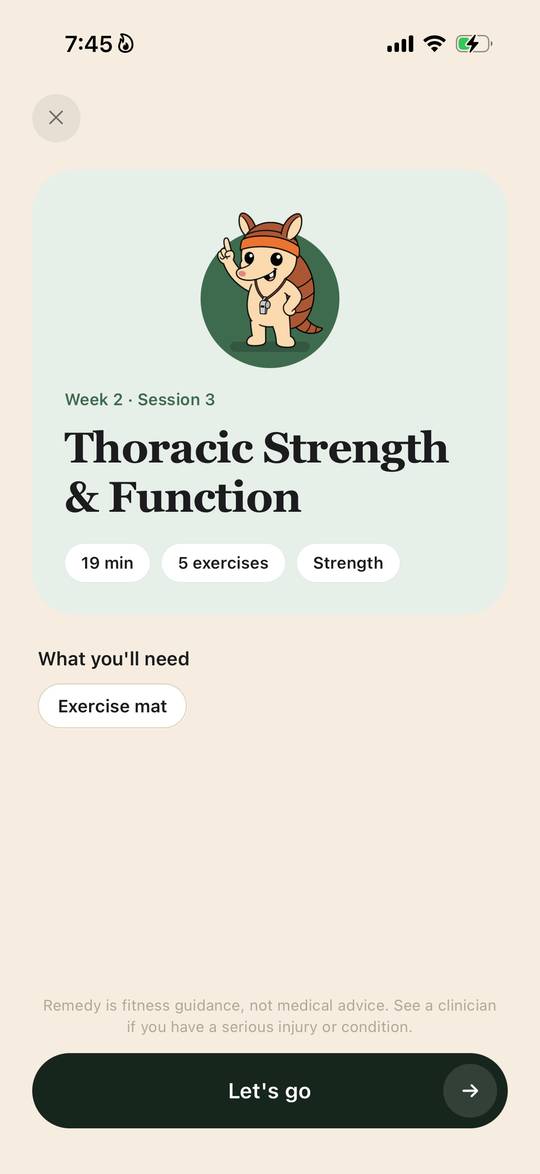 7:45
Week 2 · Session 3
Thoracic Strength
& Function
19 min
5 exercises
Strength
What you'll need
Exercise mat
Remedy is fitness guidance, not medical advice. See a clinician
if you have a serious injury or condition.
Let's go